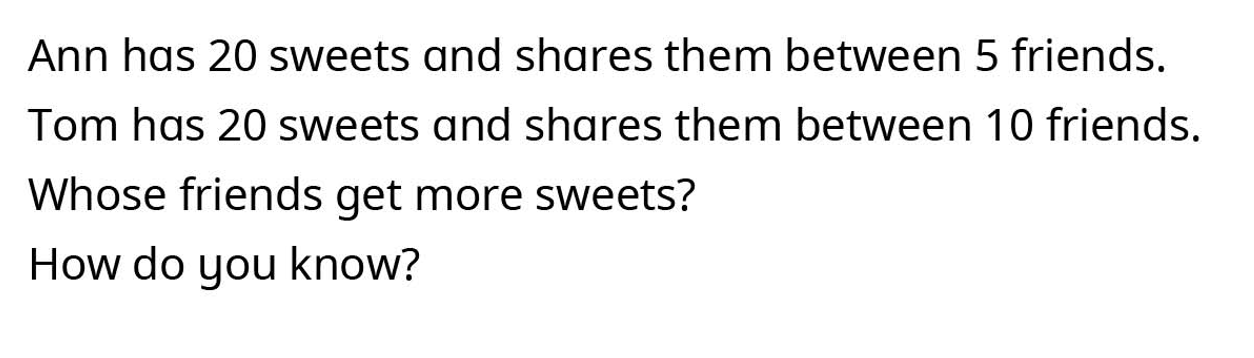 Ann has 20 sweets and shares them between 5 friends.
Tom has 20 sweets and shares them between 10 friends.
Whose friends get more sweets?
How do you know?